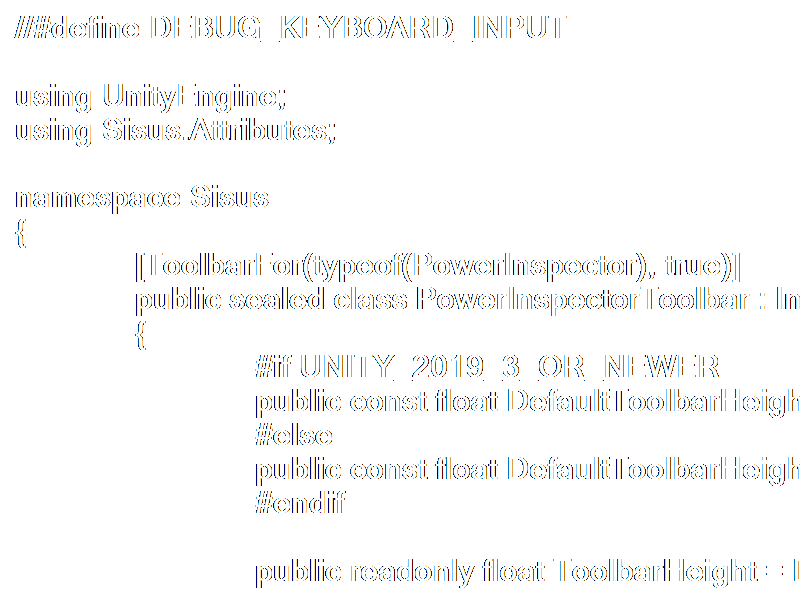 //#define DEBUG_KEYBOARD_INPUT
using UnityEngine;
using Sisus.Attributes;
namespace Sisus
{
[ToolbarFor(typeof(PowerInspector), true)]
public sealed class PowerInspectorToolbar : In
{
#if UNITY_2019_3_OR_NEWER
public const float DefaultToolbarHeigh
#else
public const float DefaultToolbarHeigh
#endif
public readonly float ToolbarHeight = D